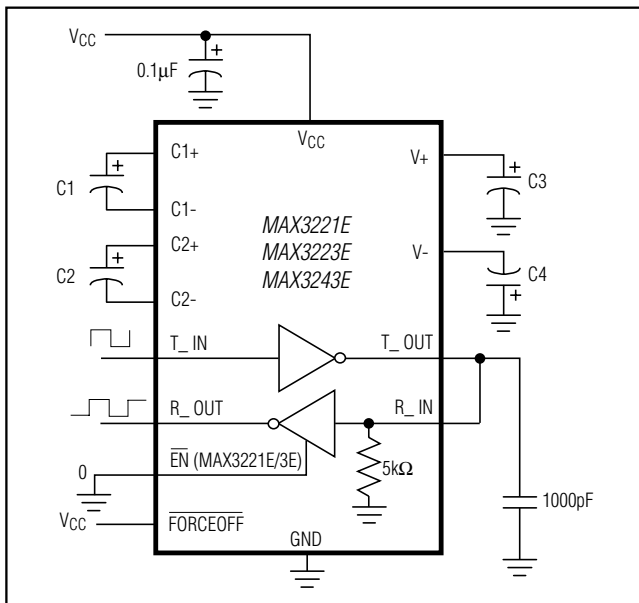 VCC
+
0.1µF
VCC
C1+
+
C1
C1-
C2+
+
C2
C2-
MAX3221E
MAX3223E
MAX3243E
V+
+
C3
V-
C4
+
T_ IN
T_ OUT
R_ OUT
R_ IN
EN (MAX3221E/3E)
5kΩ
0
1000pF
VCC
FORCEOFF
GND